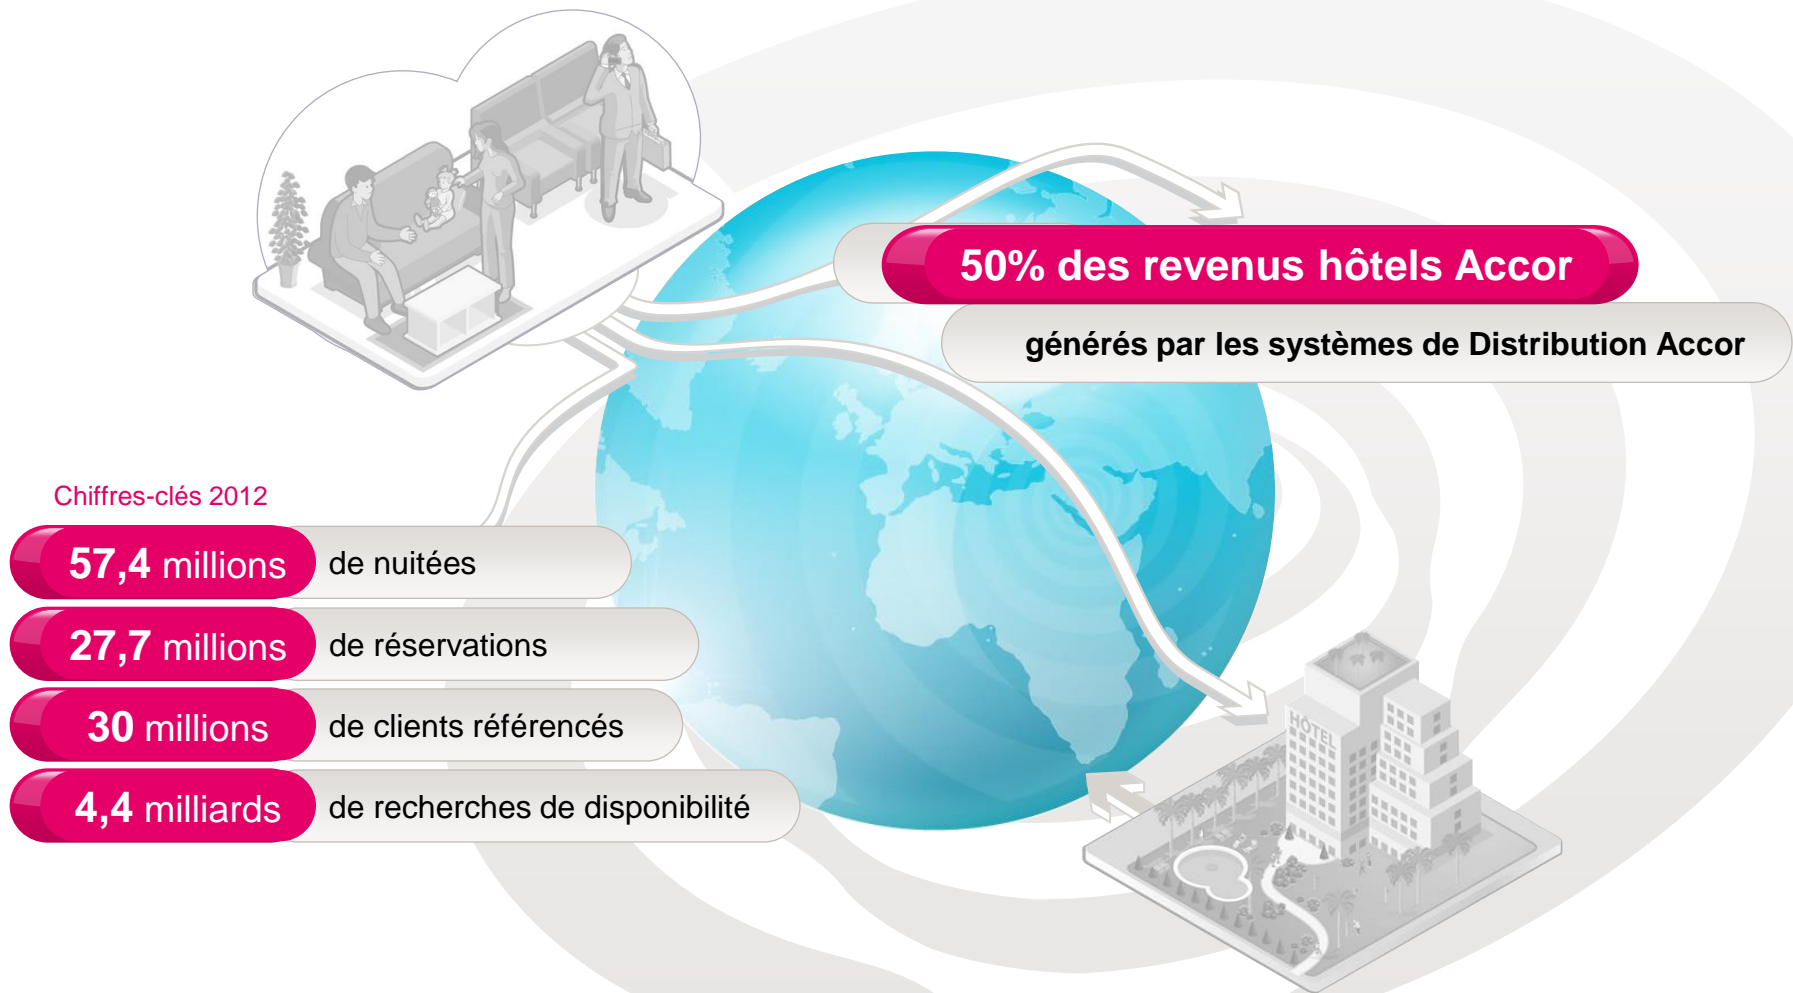 50% des revenus hôtels Accor
générés par les systèmes de Distribution Accor
Chiffres-clés 2012
57,4 millions de nuitées
27,7 millions de réservations
30 millions de clients référencés
4,4 milliards de recherches de disponibilité
HÔTEL